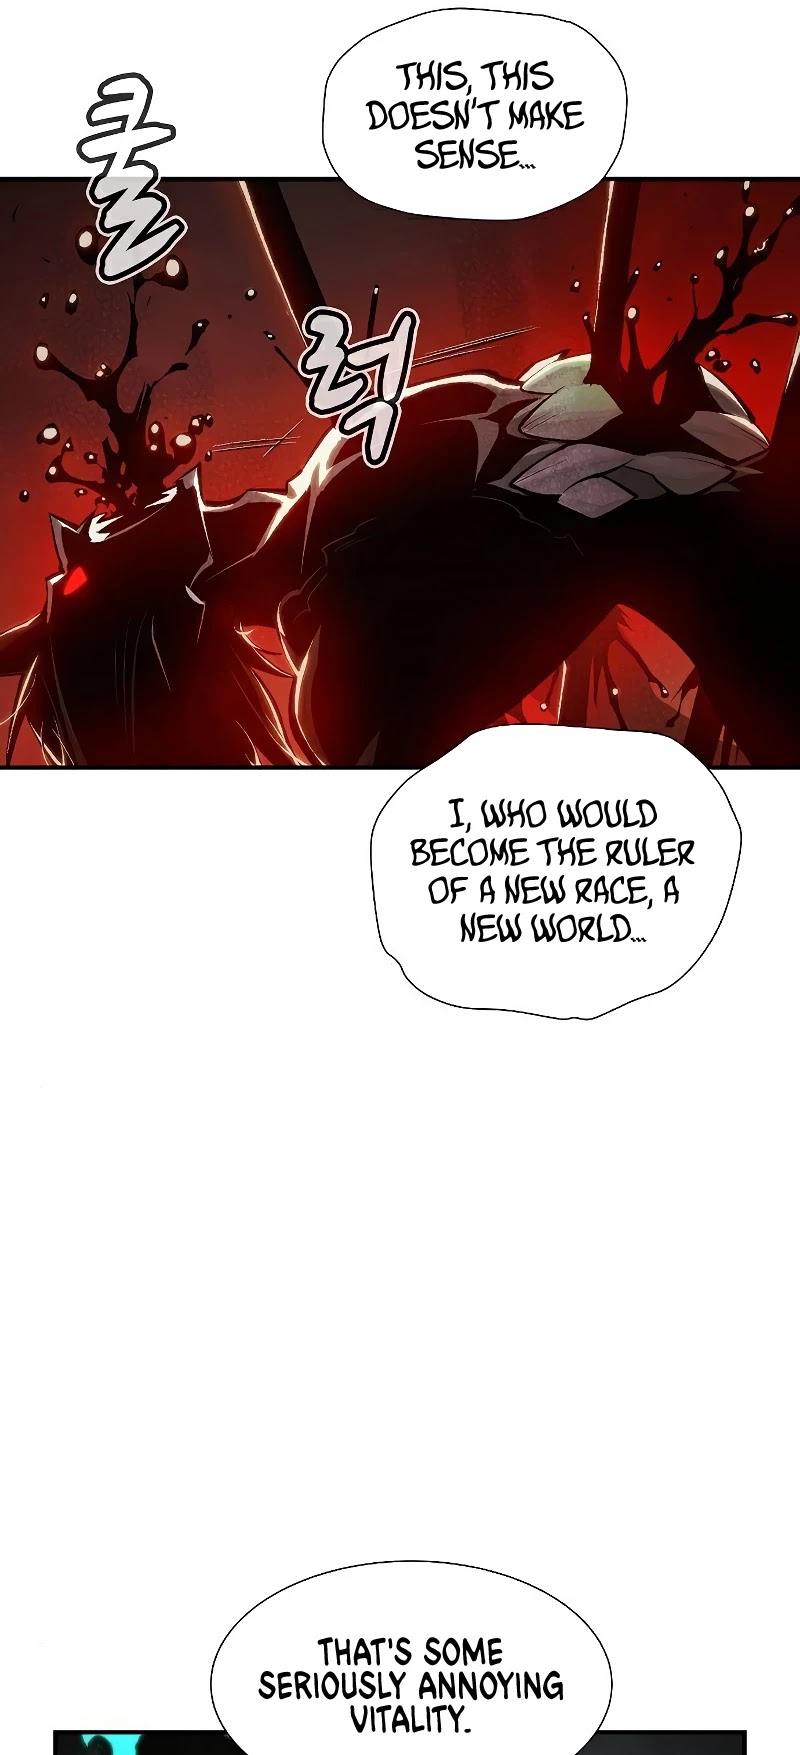 THIS, THIS
DOESN'T MAKE
SENSE...
쿨
럭
I, WHO WOULD
BECOME THE RULER
OF A NEW RACE, A
NEW WORLD...
THAT'S SOME
SERIOUSLY ANNOYING
VITALITY.